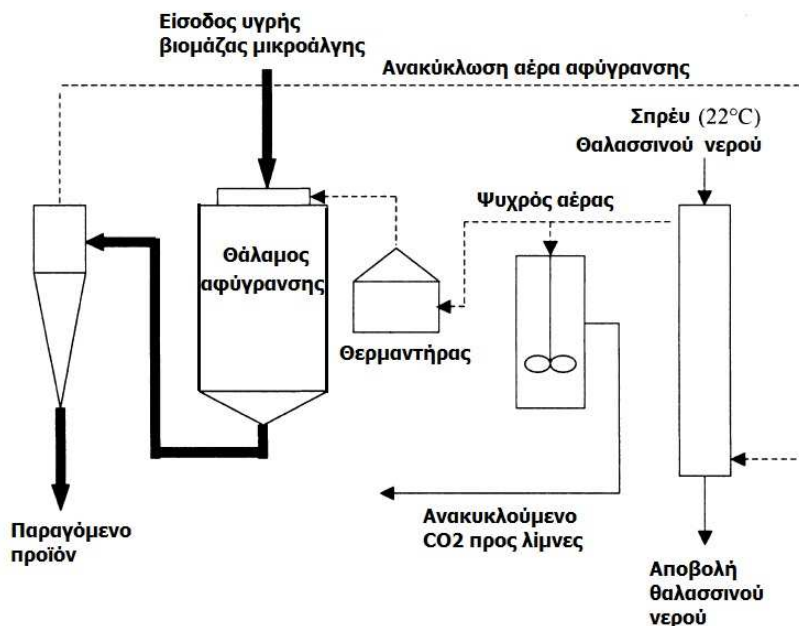 Είσοδος υγρής
βιομάζας μικροάλγης
Ανακύκλωση αέρα αφύγρανσης
Σπρέυ (22°C)
Θαλασσινού νερού
Ψυχρός αέρας
Θάλαμος
αφύγρανσης
Θερμαντήρας
Ανακυκλούμενο
CO2 προς λίμνες
Παραγόμενο
προϊόν
Αποβολή
θαλασσινού
νερού